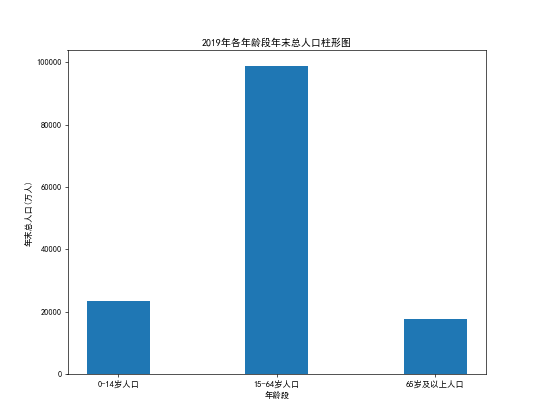 2019年各年龄段年末总人口柱形图
年末总人口(万人)
100000
80000
60000
40000
20000
0
0-14岁人口
15-64岁人口
65岁及以上人口
年龄段